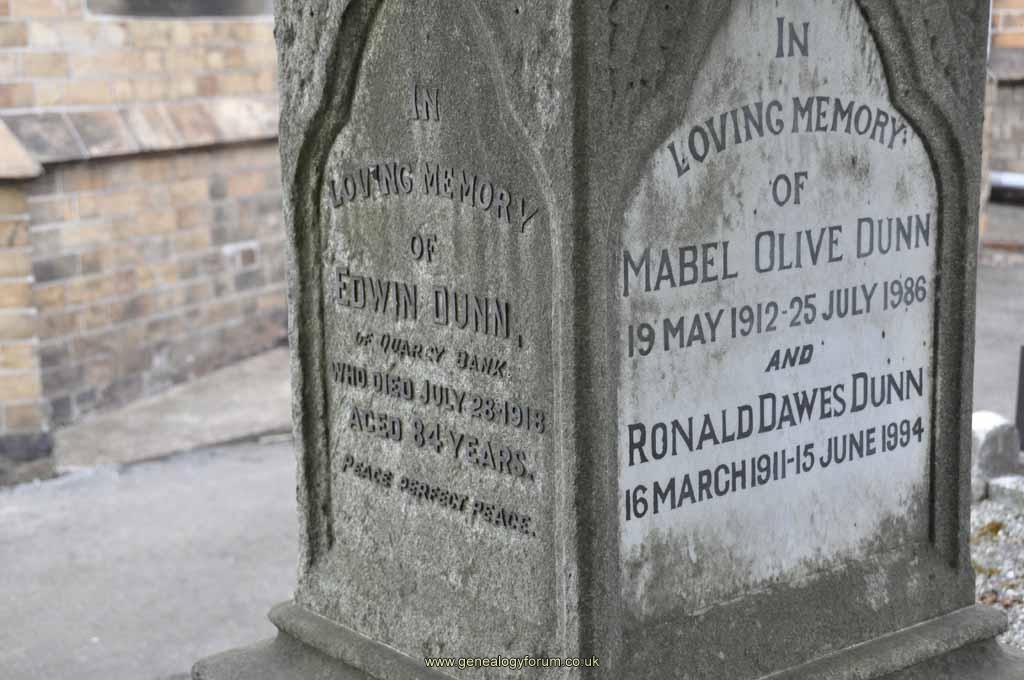 IN
LOVING MEMORY
OF
EDWIN DUNN,
OF QUARRY BANK.
WHO DIED JULY 28·1918
AGED 84 YEARS.
PEACE PERFECT PEACE.
IN
LOVING MEMORY
OF
MABEL OLIVE DUNN
19 MAY 1912-25 JULY 1986
AND
RONALD DAWES DUNN
16 MARCH 1911-15 JUNE 1994
www.genealogyforum.co.uk